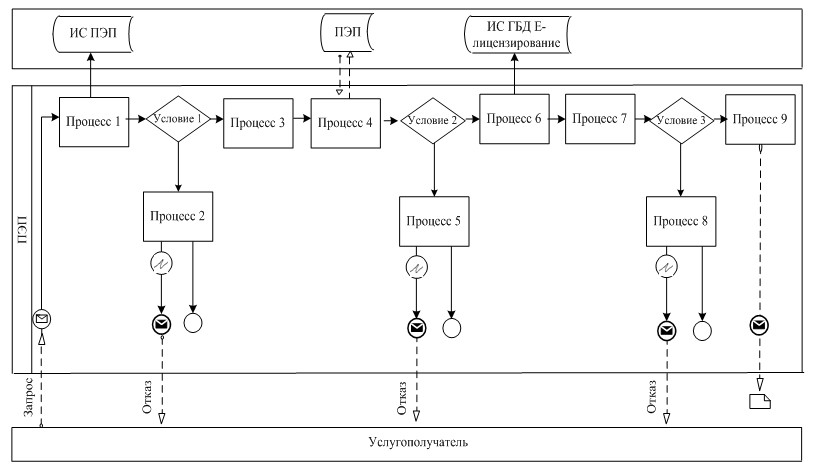 ИС ПЭП
ПЭП
ИС ГБД Е-
лицензирование
ПЭП
Процесс 1
Условие 1
Процесс 3
Процесс 4
Условие 2
Процесс 6
Процесс 7
Условие 3
Процесс 9
Процесс 2
Процесс 5
Процесс 8
Запрос
Отказ
Отказ
Отказ
Услугополучатель